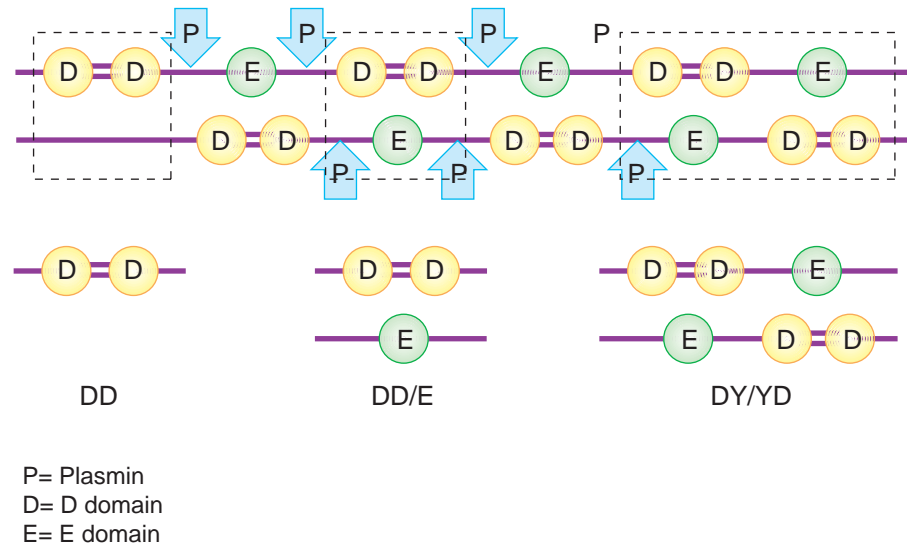 P P P P
D D E D D E D D E
D D E D D E D D
P P P
D D D D D D E
E E D D
DD DD/E DY/YD
P= Plasmin
D= D domain
E= E domain